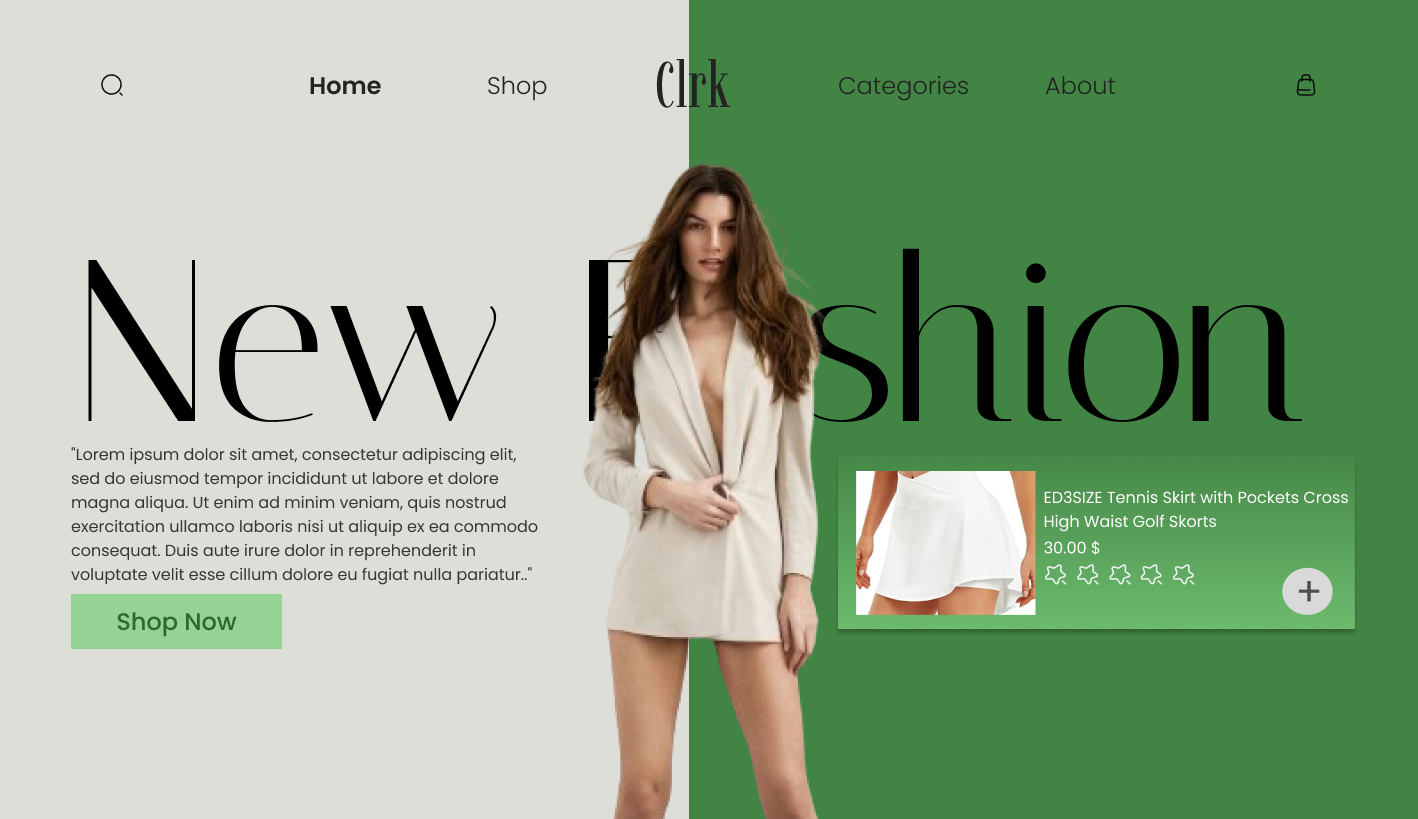 Home
Shop
Clrk
Categories
About
New F shion
"Lorem ipsum dolor sit amet, consectetur adipiscing elit,
sed do eiusmod tempor incididunt ut labore et dolore
magna aliqua. Ut enim ad minim veniam, quis nostrud
exercitation ullamco laboris nisi ut aliquip ex ea commodo
consequat. Duis aute irure dolor in reprehenderit in
voluptate velit esse cillum dolore eu fugiat nulla pariatur.."
Shop Now
ED3SIZE Tennis Skirt with Pockets Cross
High Waist Golf Skorts
30.00 $